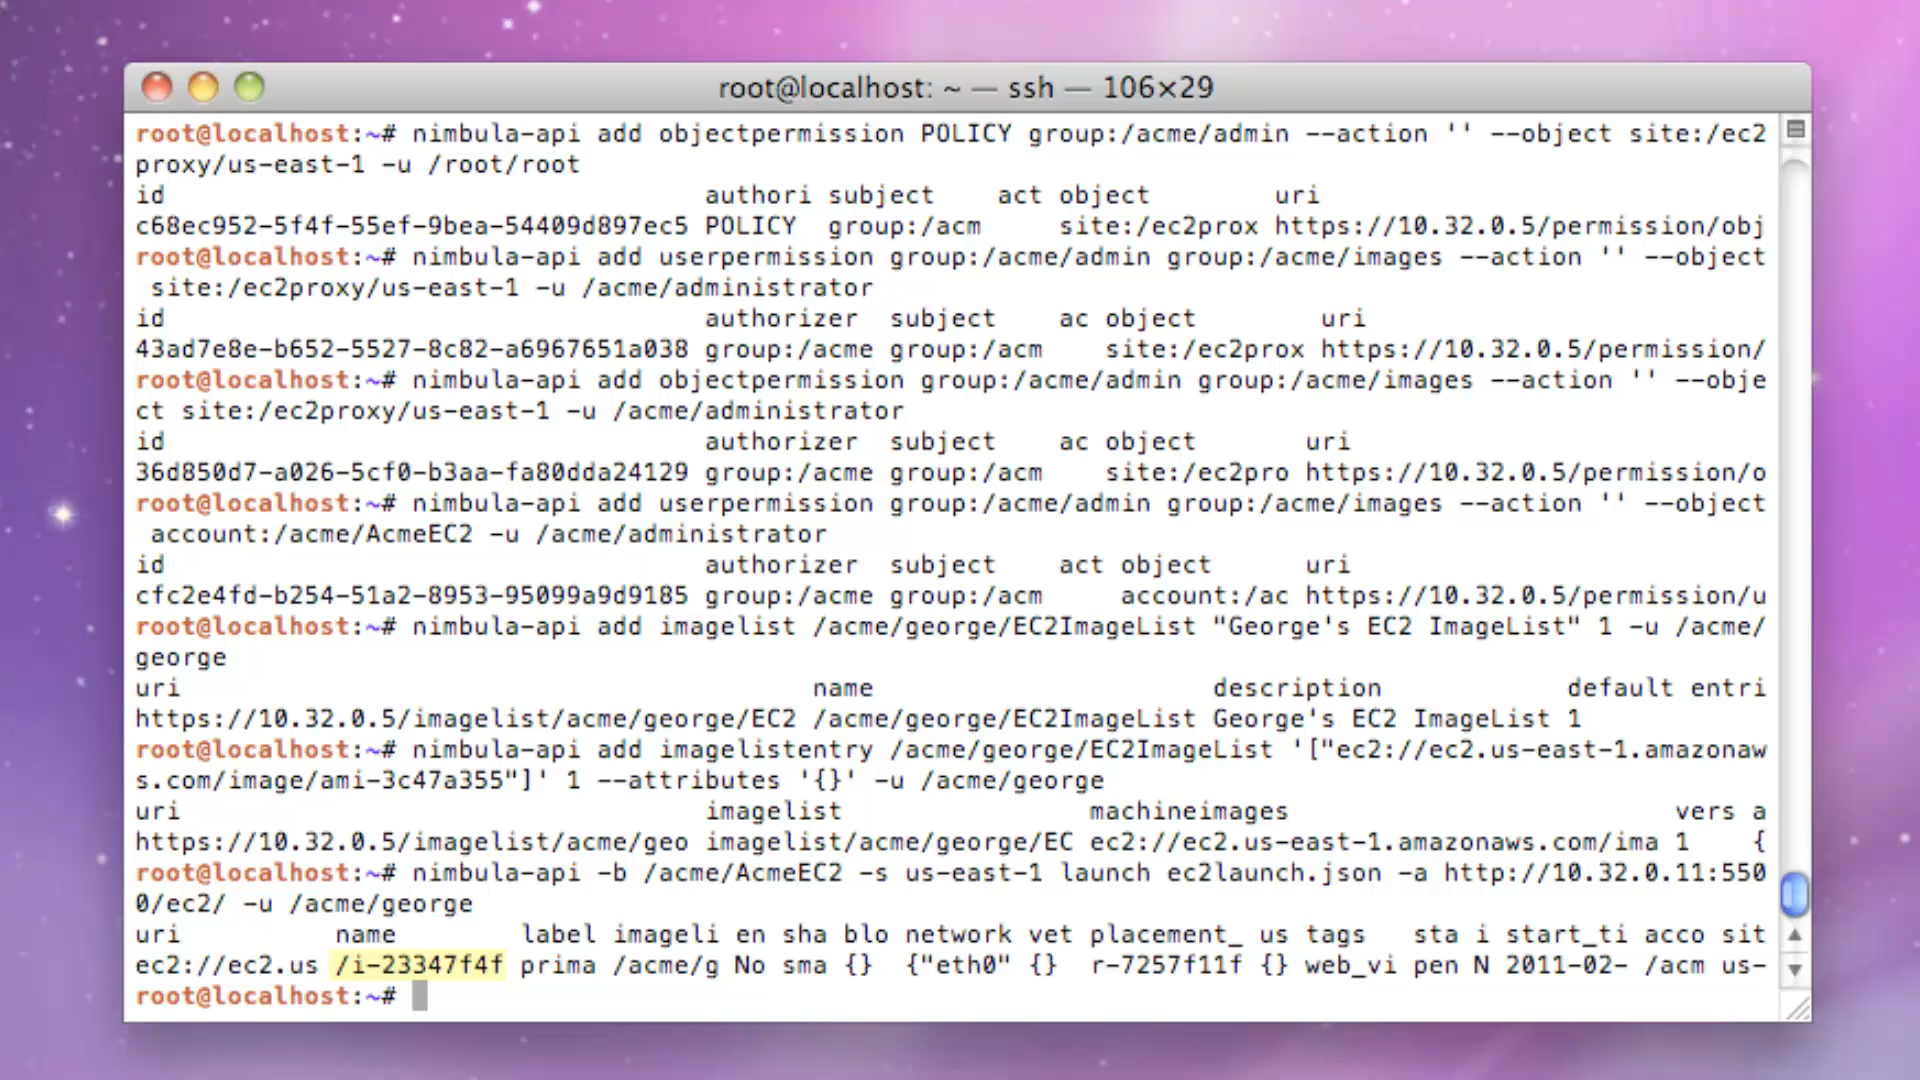 root@localhost: ~ — ssh — 106×29
root@localhost:~# nimbula-api add objectpermission POLICY group:/acme/admin --action '' --object site:/ec2
proxy/us-east-1 -u /root/root
id authori subject act object uri
c68ec952-5f4f-55ef-9bea-54409d897ec5 POLICY group:/acm site:/ec2prox https://10.32.0.5/permission/obj
root@localhost:~# nimbula-api add userpermission group:/acme/admin group:/acme/images --action '' --object
site:/ec2proxy/us-east-1 -u /acme/administrator
id authorizer subject ac object uri
43ad7e8e-b652-5527-8c82-a6967651a038 group:/acme group:/acm site:/ec2prox https://10.32.0.5/permission/
root@localhost:~# nimbula-api add objectpermission group:/acme/admin group:/acme/images --action '' --obje
ct site:/ec2proxy/us-east-1 -u /acme/administrator
id authorizer subject ac object uri
36d850d7-a026-5cf0-b3aa-fa80dda24129 group:/acme group:/acm site:/ec2pro https://10.32.0.5/permission/o
root@localhost:~# nimbula-api add userpermission group:/acme/admin group:/acme/images --action '' --object
account:/acme/AcmeEC2 -u /acme/administrator
id authorizer subject act object uri
cfc2e4fd-b254-51a2-8953-95099a9d9185 group:/acme group:/acm account:/ac https://10.32.0.5/permission/u
root@localhost:~# nimbula-api add imagelist /acme/george/EC2ImageList "George's EC2 ImageList" 1 -u /acme/
george
uri name description default entri
https://10.32.0.5/imagelist/acme/george/EC2 /acme/george/EC2ImageList George's EC2 ImageList 1
root@localhost:~# nimbula-api add imagelistentry /acme/george/EC2ImageList '["ec2://ec2.us-east-1.amazonaw
s.com/image/ami-3c47a355"]' 1 --attributes '{}' -u /acme/george
uri imagelist machineimages vers a
https://10.32.0.5/imagelist/acme/geo imagelist/acme/george/EC ec2://ec2.us-east-1.amazonaws.com/ima 1 {
root@localhost:~# nimbula-api -b /acme/AcmeEC2 -s us-east-1 launch ec2launch.json -a http://10.32.0.11:550
0/ec2/ -u /acme/george
uri name label imageli en sha blo network vet placement_ us tags sta i start_ti acco sit
ec2://ec2.us /i-23347f4f prima /acme/g No sma {} {"eth0" {} r-7257f11f {} web_vi pen N 2011-02- /acm us-
root@localhost:~#